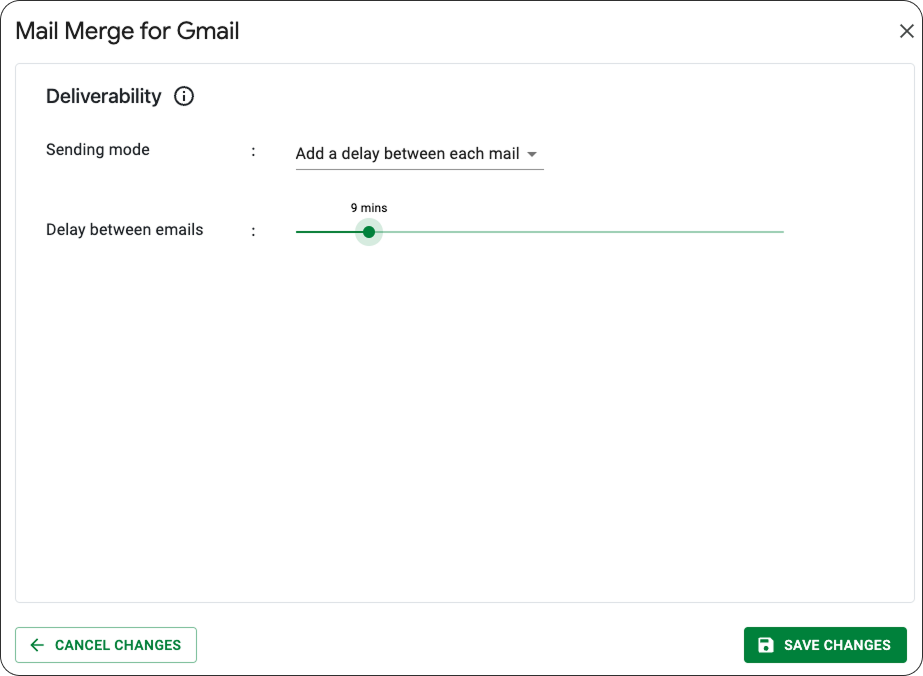 Mail Merge for Gmail
Deliverability
Sending mode : Add a delay between each mail
9 mins
Delay between emails :
CANCEL CHANGES
SAVE CHANGES